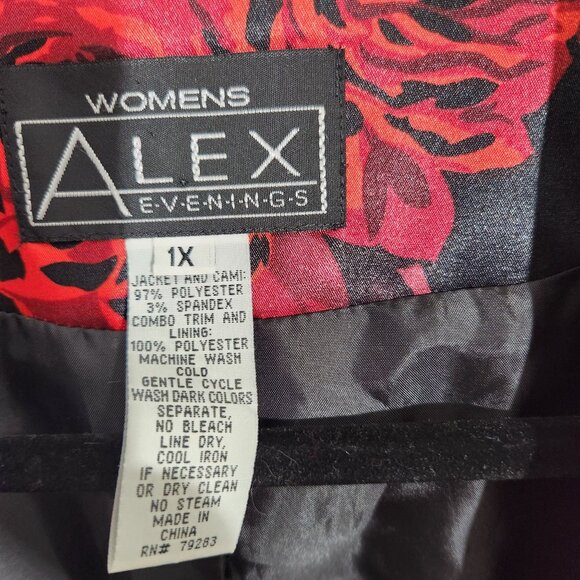 WOMENS
ALEX
E·V·E·N·I·N·G·S
1X
JACKET AND CAMI:
97% POLYESTER
3% SPANDEX
COMBO TRIM AND
LINING:
100% POLYESTER
MACHINE WASH
COLD
GENTLE CYCLE
WASH DARK COLORS
SEPARATE,
NO BLEACH
LINE DRY,
COOL IRON
IF NECESSARY
OR DRY CLEAN
NO STEAM
MADE IN
CHINA
RN# 79283